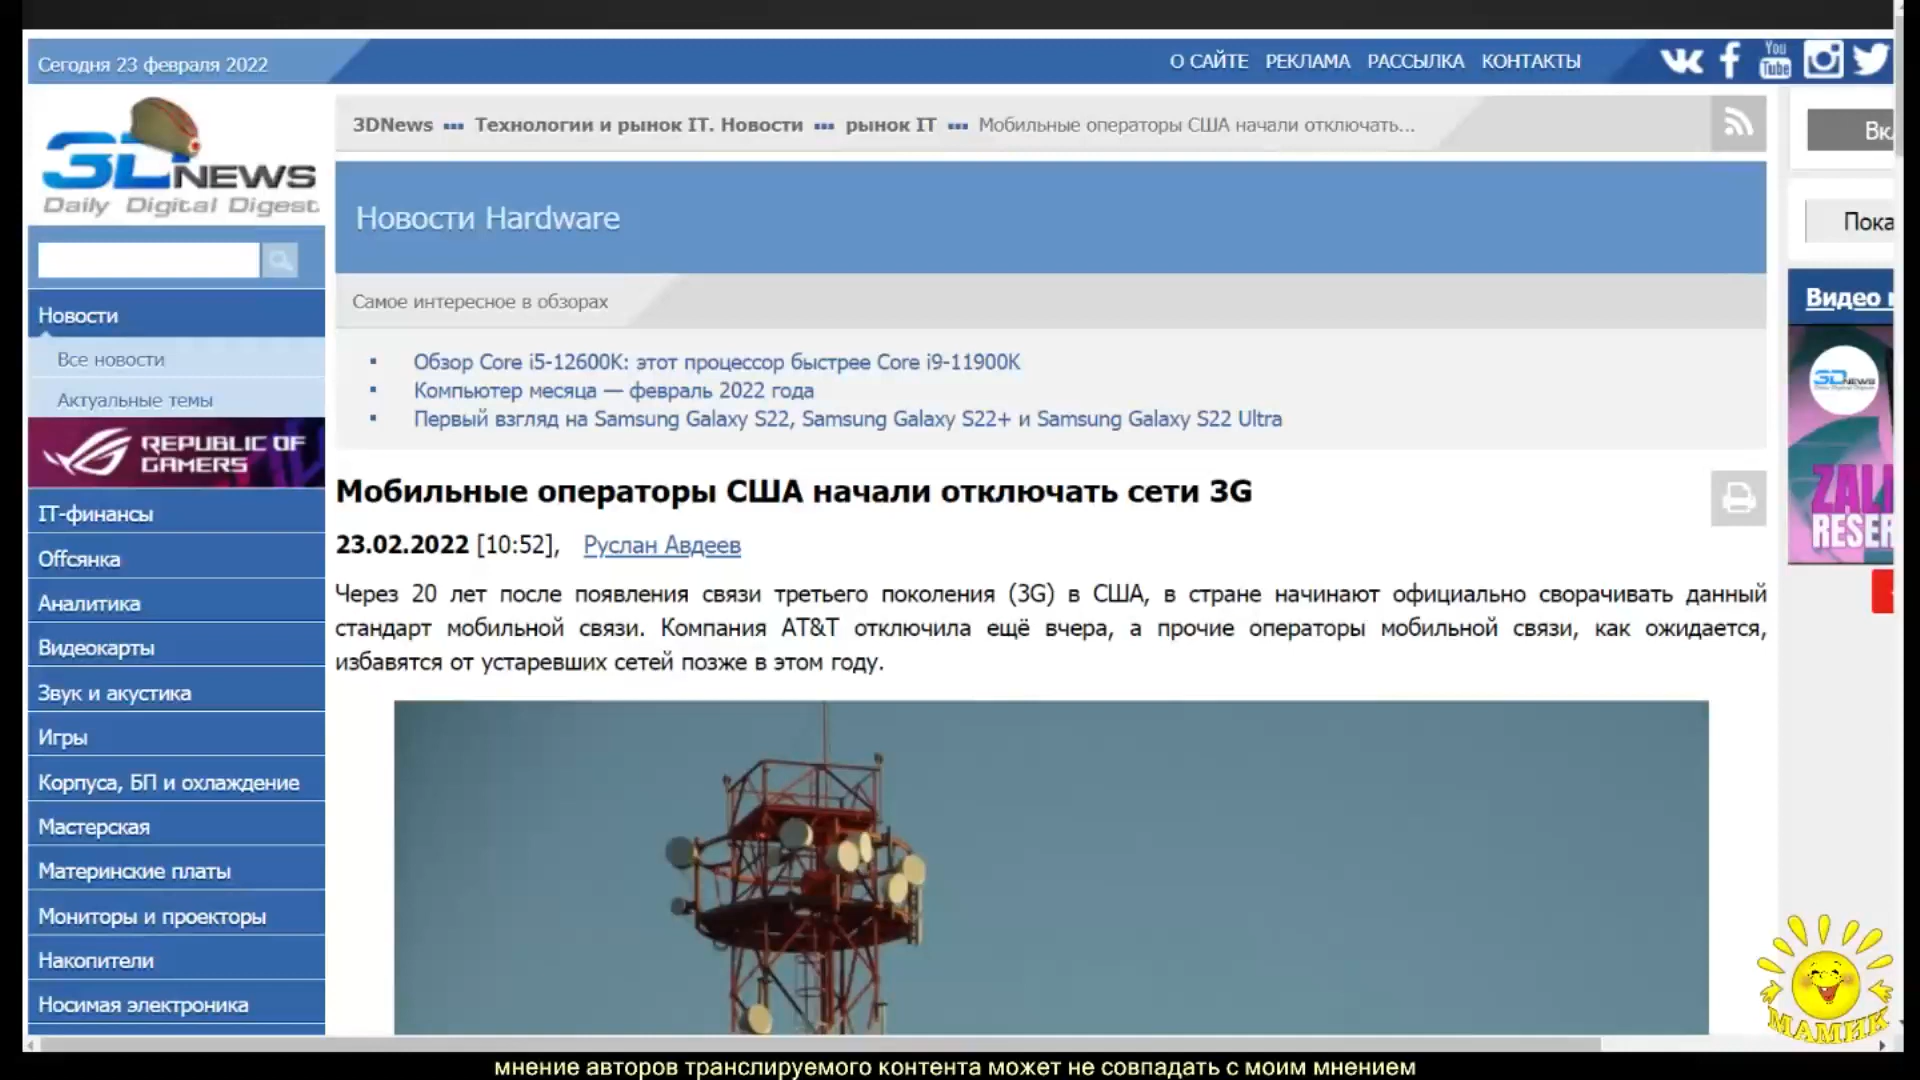 Сегодня 23 февраля 2022
О САЙТЕ РЕКЛАМА РАССЫЛКА КОНТАКТЫ
You Tube
3DNEWS
Daily Digital Digest
3DNews Технологии и рынок IT. Новости рынок IT Мобильные операторы США начали отключать...
Новости Hardware
Самое интересное в обзорах
Обзор Core i5-12600K: этот процессор быстрее Core i9-11900K
Компьютер месяца — февраль 2022 года
Первый взгляд на Samsung Galaxy S22, Samsung Galaxy S22+ и Samsung Galaxy S22 Ultra
Новости
Все новости
Актуальные темы
REPUBLIC OF
GAMERS
IT-финансы
Offсянка
Аналитика
Видеокарты
Звук и акустика
Игры
Корпуса, БП и охлаждение
Мастерская
Материнские платы
Мониторы и проекторы
Накопители
Носимая электроника
Мобильные операторы США начали отключать сети 3G
23.02.2022 [10:52], Руслан Авдеев
Через 20 лет после появления связи третьего поколения (3G) в США, в стране начинают официально сворачивать данный
стандарт мобильной связи. Компания AT&T отключила ещё вчера, а прочие операторы мобильной связи, как ожидается,
избавятся от устаревших сетей позже в этом году.
Видео
3DNEWS
МАМИК
мнение авторов транслируемого контента может не совпадать с моим мнением